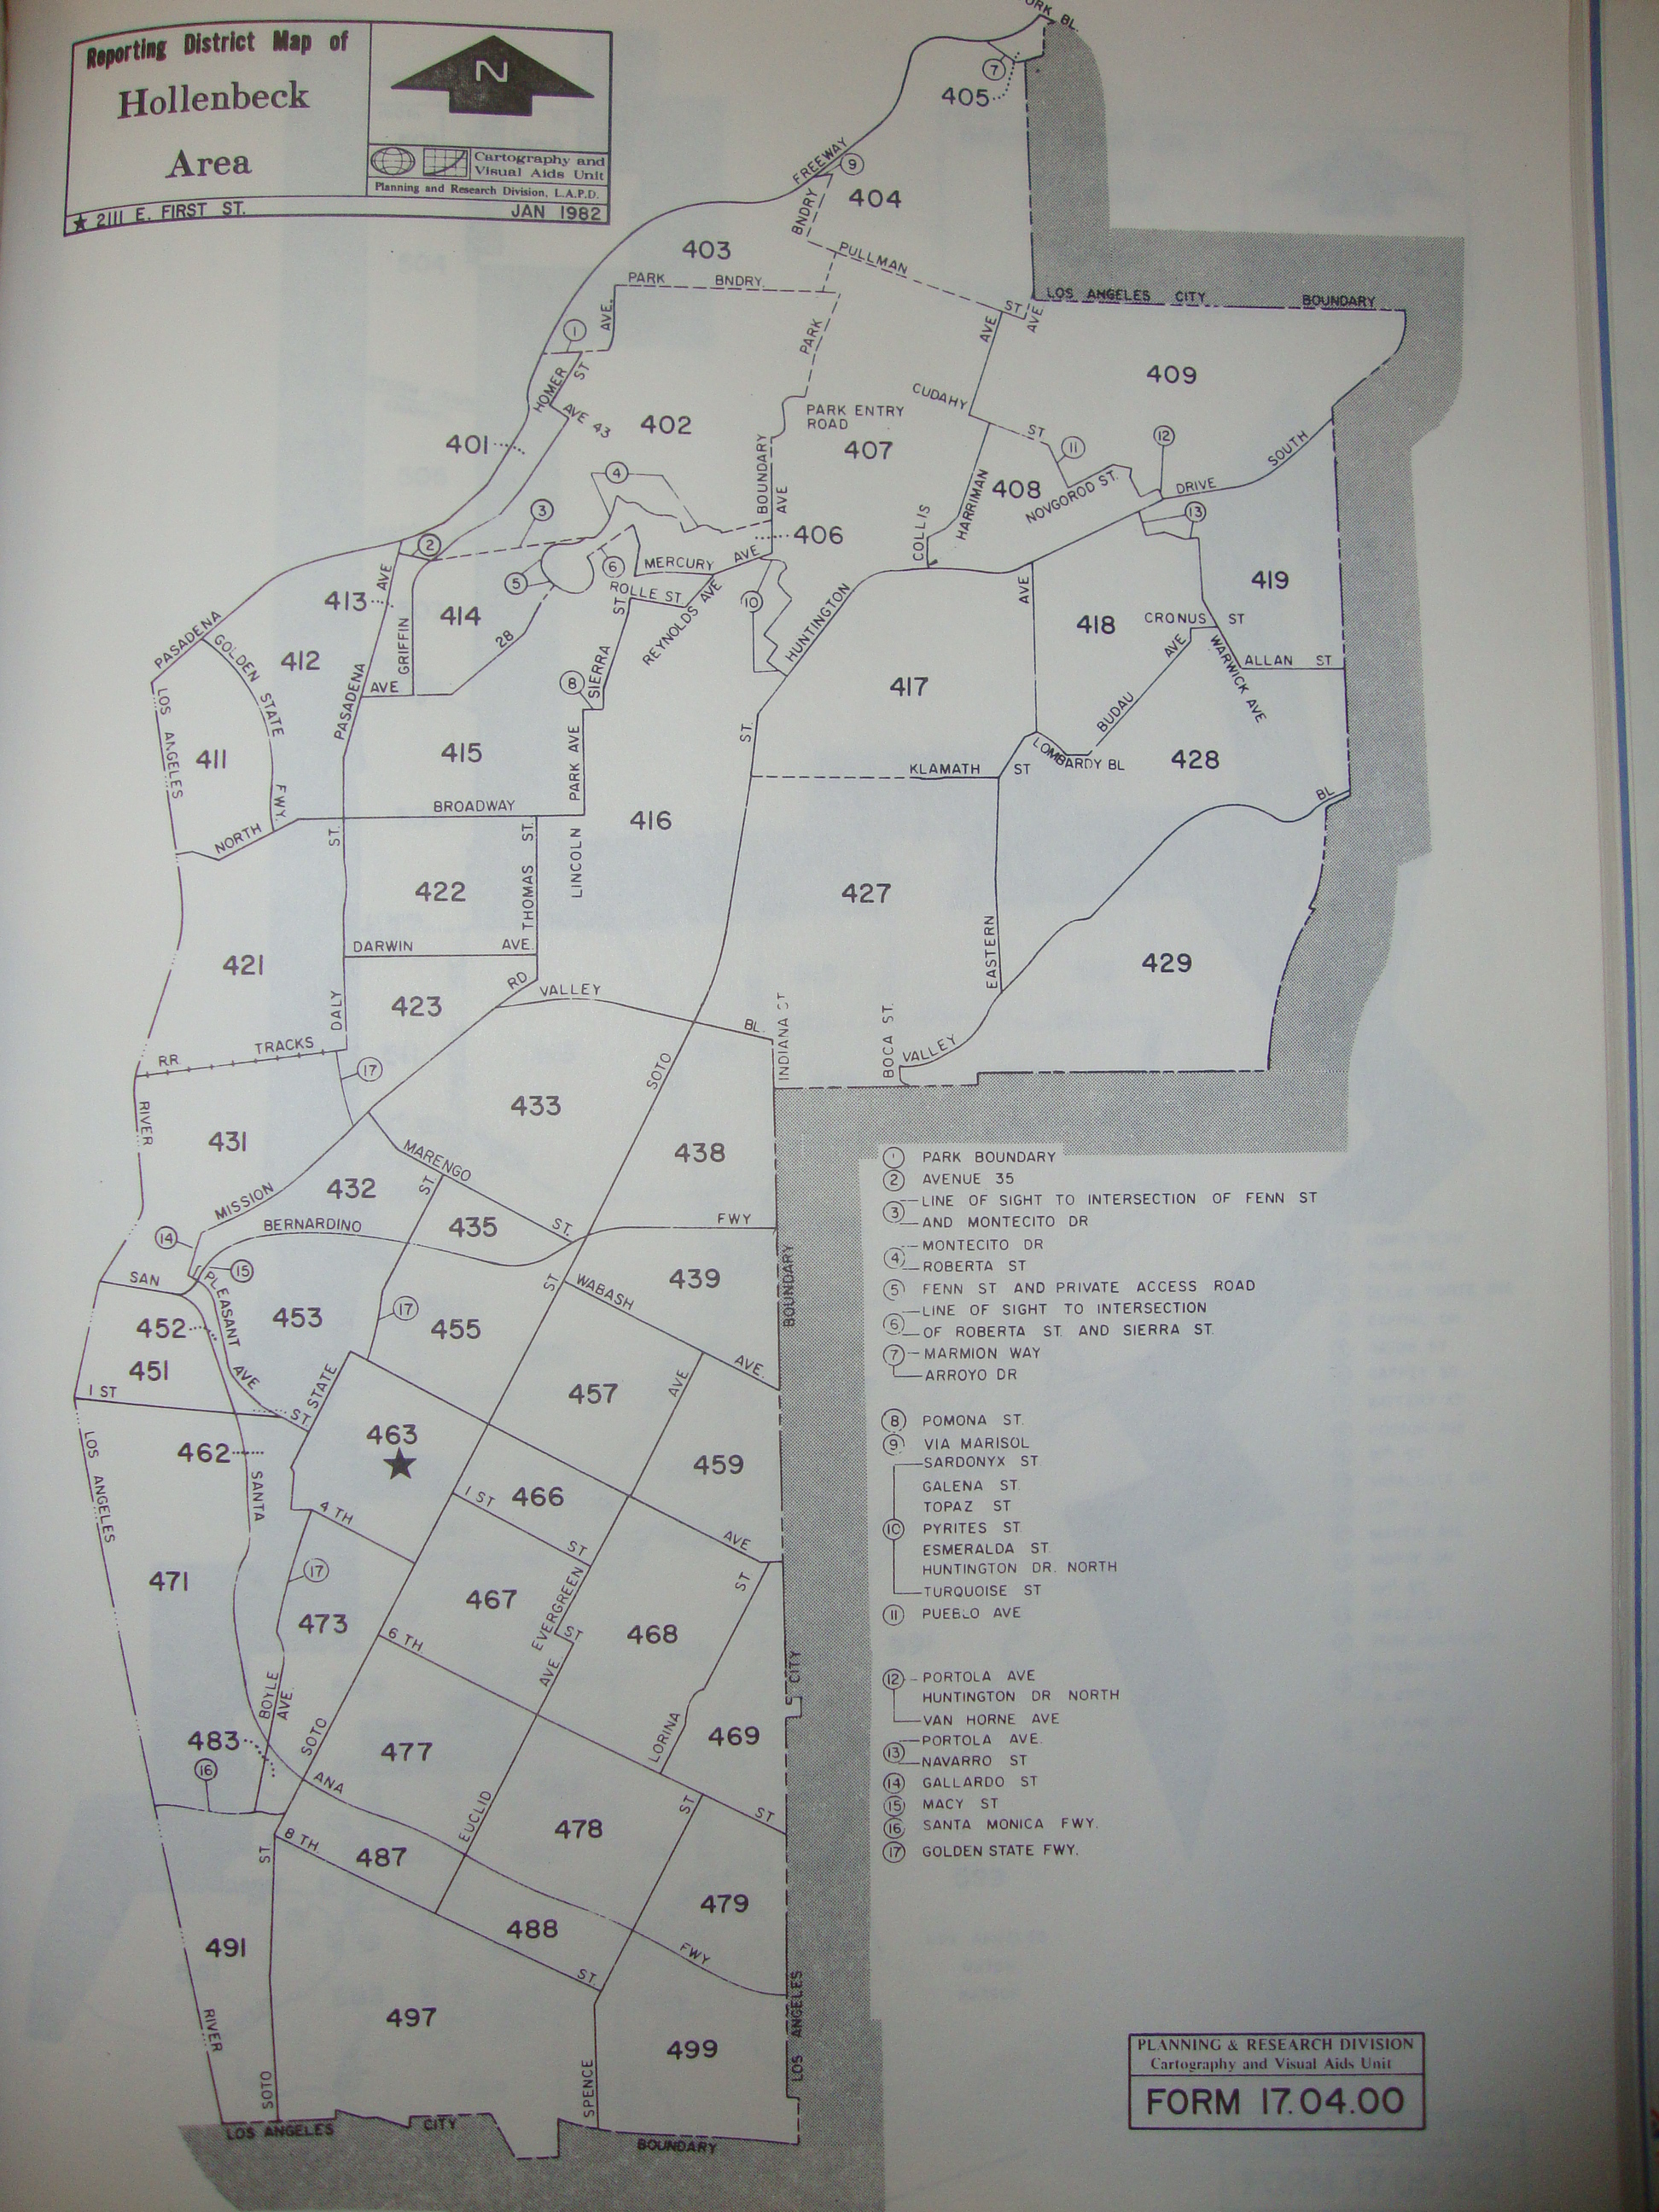 Reporting District Map of
Hollenbeck
Area
N
Cartography and
Visual Aids Unit
Planning and Research Division, L.A.P.D.
★ 2111 E. FIRST ST.
JAN 1982
BL
7
405
FREEWAY
9
404
BNDRY
403
PULLMAN
PARK BNDRY.
ST
LOS ANGELES CITY BOUNDARY
AVE.
AVE
AVE
1
PARK
409
HOMER
ST
CUDAHY
AVE 43
402
PARK ENTRY
ROAD
ST
401
407
11
12
SOUTH
4
BOUNDARY
AVE
HARRIMAN
408
NOVGOROD ST.
DRIVE
3
COLLIS
13
2
406
MERCURY AVE
6
5
ROLLE ST
AVE
413
414
ST
REYNOLDS AVE
10
HUNTINGTON
AVE
419
418
CRONUS ST
PASADENA
GOLDEN STATE
FWY.
412
GRIFFIN
28
AVE
WARWICK AVE
ALLAN ST
PASADENA
AVE
8
SIERRA
417
BUDAU
LOS ANGELES
411
415
PARK AVE
ST.
KLAMATH ST
LOMBARDY BL
428
BROADWAY
NORTH
ST.
ST.
LINCOLN
416
BL
422
THOMAS
427
DARWIN AVE.
EASTERN
421
429
RD
VALLEY
423
DALY
BL.
INDIANA ST
BOCA ST.
VALLEY
RR. TRACKS
17
SOTO
RIVER
433
431
438
MARENGO
ST.
432
MISSION
ST.
BERNARDINO
435
FWY
14
SAN
15
PLEASANT
AVE
ST
WABASH
AVE.
439
BOUNDARY
452
453
17
455
451
1 ST
STATE
ST.
457
AVE
463
★
459
462
SANTA
LOS ANGELES
4 TH
1 ST
466
ST
AVE
471
17
473
467
EVERGREEN
ST
468
6 TH.
AVE.
CITY
BOYLE
AVE.
LORINA
469
483
SOTO
477
16
ANA
EUCLID
ST
ST
8 TH.
478
ST
487
479
488
491
FWY
ST.
497
499
RIVER
SOTO
SPENCE
LOS ANGELES
LOS ANGELES CITY BOUNDARY
1 PARK BOUNDARY
2 AVENUE 35
3 LINE OF SIGHT TO INTERSECTION OF FENN ST
AND MONTECITO DR
4 MONTECITO DR
ROBERTA ST
5 FENN ST AND PRIVATE ACCESS ROAD
6 LINE OF SIGHT TO INTERSECTION
OF ROBERTA ST. AND SIERRA ST.
7 MARMION WAY
ARROYO DR
8 POMONA ST.
9 VIA MARISOL
10 SARDONYX ST
GALENA ST
TOPAZ ST
PYRITES ST
ESMERALDA ST
HUNTINGTON DR. NORTH
TURQUOISE ST
11 PUEBLO AVE
12 PORTOLA AVE
HUNTINGTON DR NORTH
VAN HORNE AVE
13 PORTOLA AVE.
NAVARRO ST
14 GALLARDO ST
15 MACY ST
16 SANTA MONICA FWY.
17 GOLDEN STATE FWY.
PLANNING & RESEARCH DIVISION
Cartography and Visual Aids Unit
FORM 17.04.00